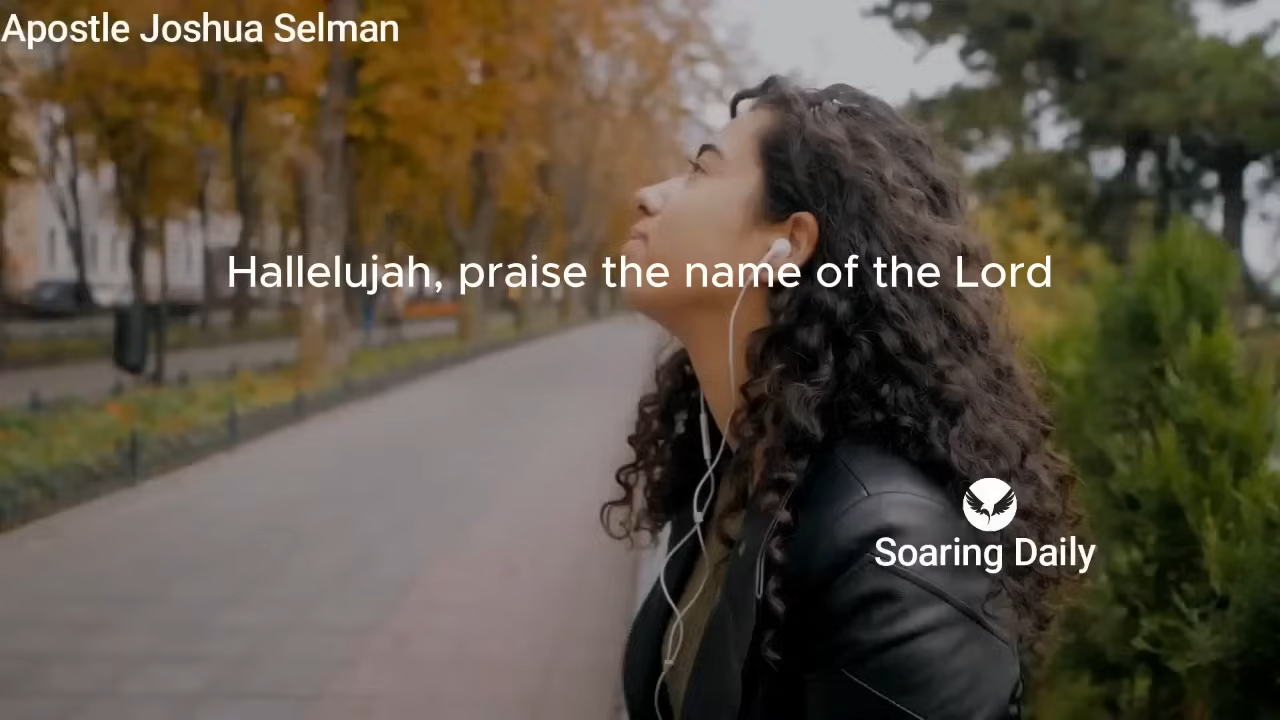 Apostle Joshua Selman
Hallelujah, praise the name of the Lord
Soaring Daily